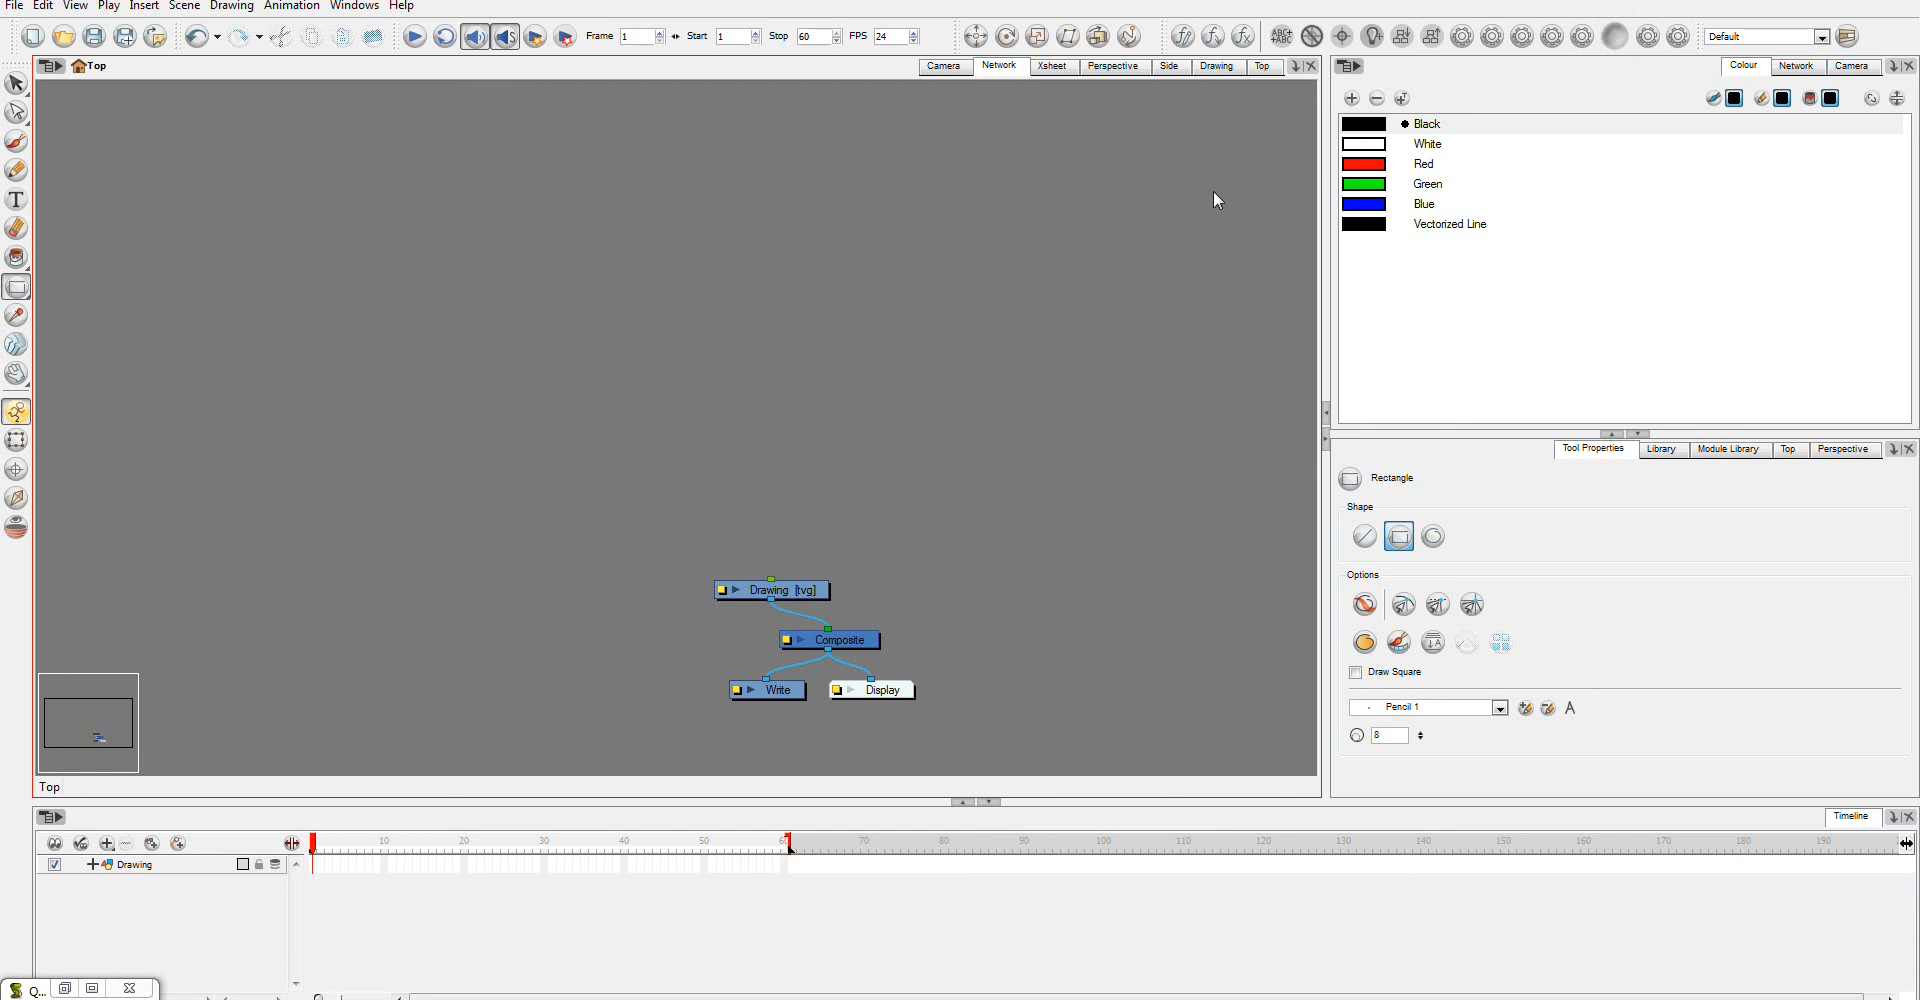 File Edit View Play Insert Scene Drawing Animation Windows Help
Frame 1 Start 1 Stop 60 FPS 24 Default
Top Camera Network Xsheet Perspective Side Drawing Top
Colour Network Camera
Black
White
Red
Green
Blue
Vectorized Line
T
Tool Properties Library Module Library Top Perspective
Rectangle
Shape
Options
Draw Square
Pencil 1
A
8
Drawing [tvg]
Composite
Write Display
Top
Timeline
10 20 30 40 50 60 70 80 90 100 110 120 130 140 150 160 170 180 190
Drawing
Q...